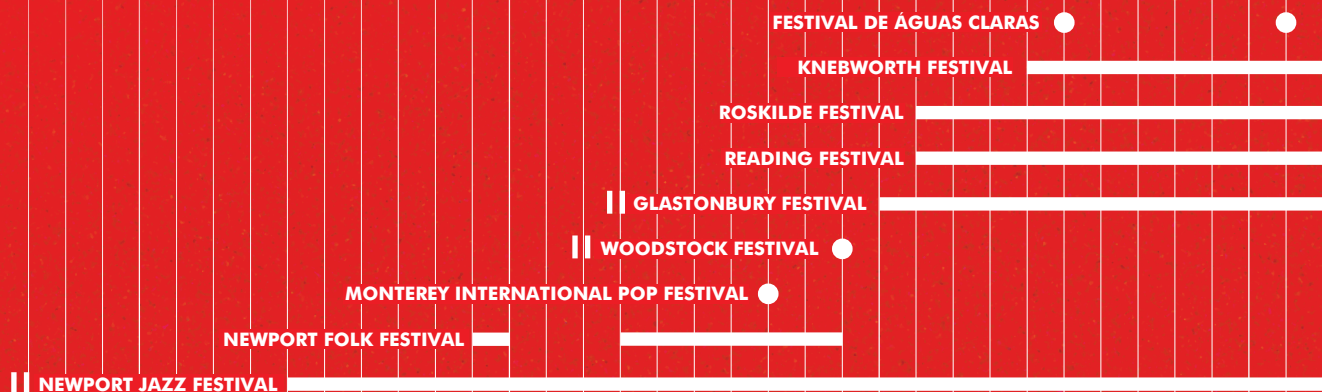 FESTIVAL DE ÁGUAS CLARAS
KNEBWORTH FESTIVAL
ROSKILDE FESTIVAL
READING FESTIVAL
GLASTONBURY FESTIVAL
WOODSTOCK FESTIVAL
MONTEREY INTERNATIONAL POP FESTIVAL
NEWPORT FOLK FESTIVAL
NEWPORT JAZZ FESTIVAL